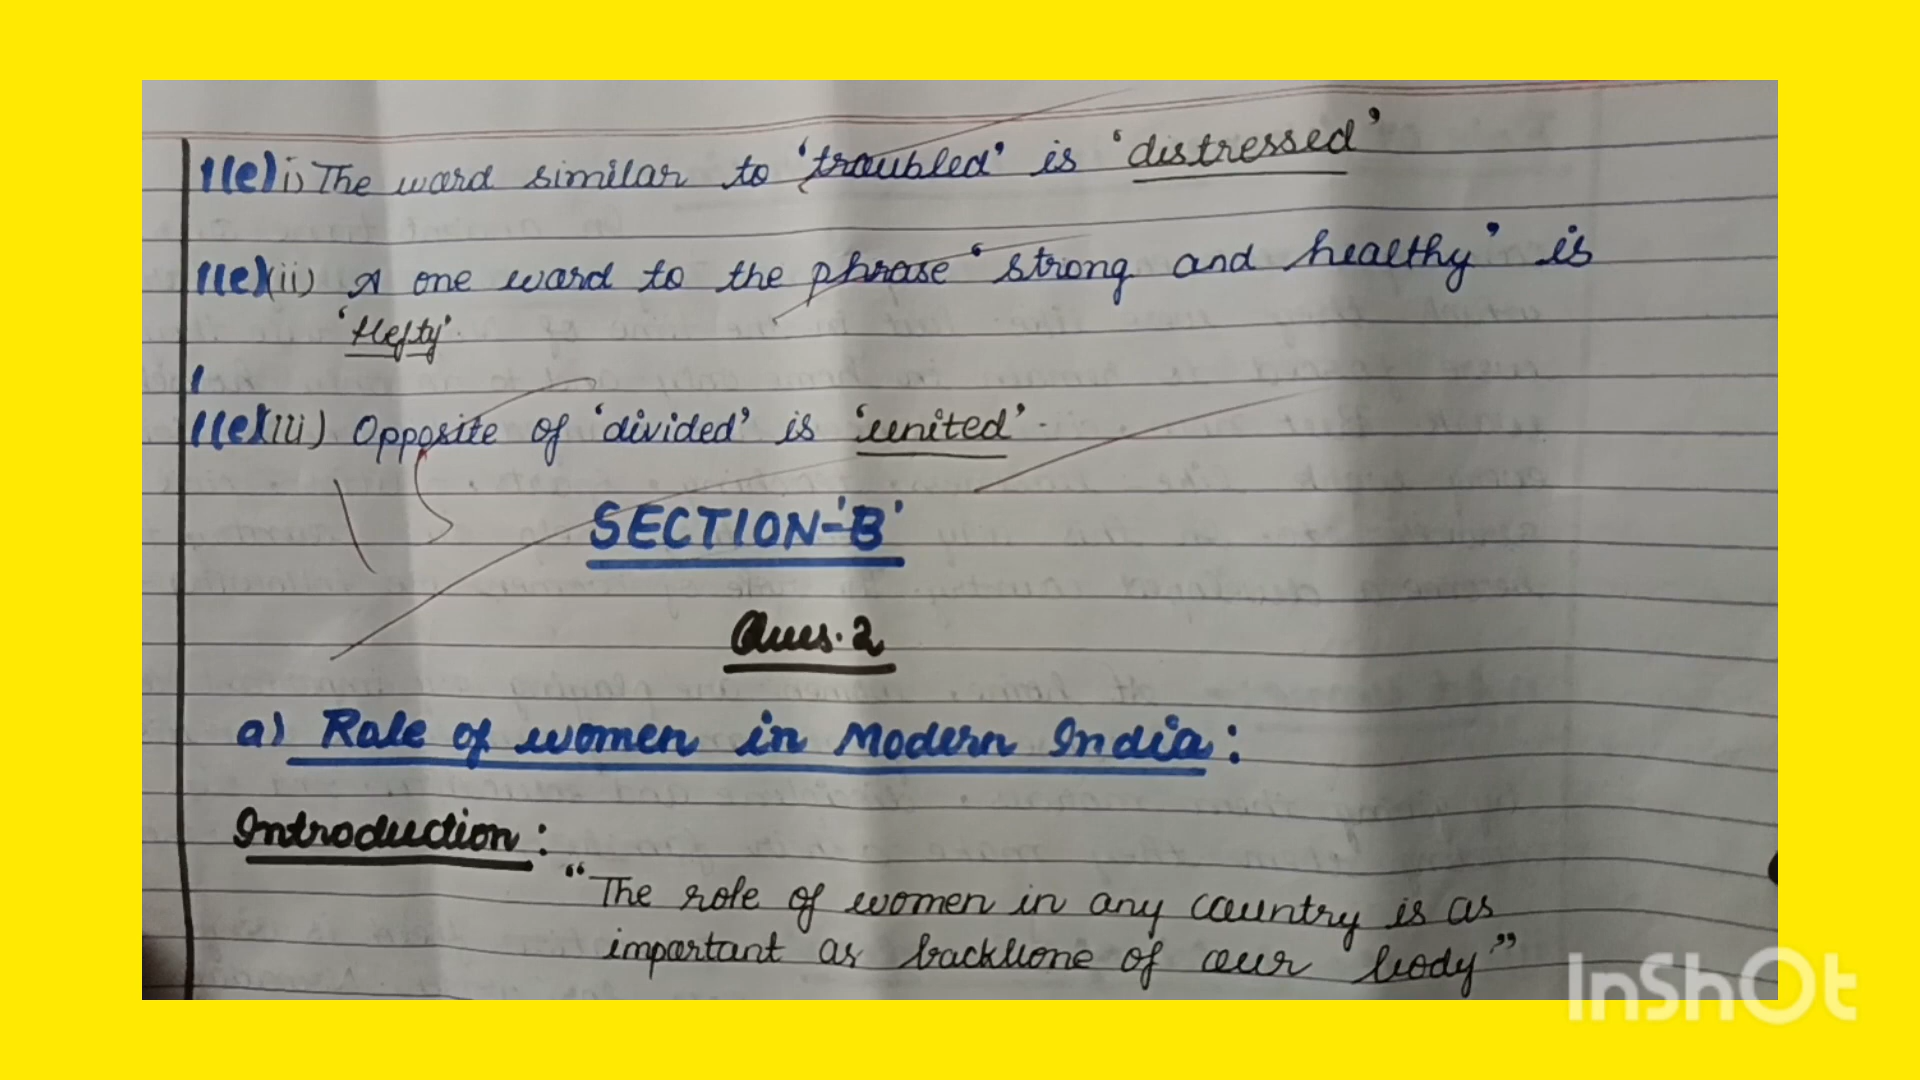 1(e) i) The word similar to 'troubled' is 'distressed'
1(e)(ii) A one word to the phrase 'strong and healthy' is
'Hefty'.
1(e)(iii) Opposite of 'divided' is 'united'.
SECTION-'B'
Ques.2
a) Role of women in Modern India:
Introduction:
"The role of women in any country is as
important as backbone of our body"
InShOt